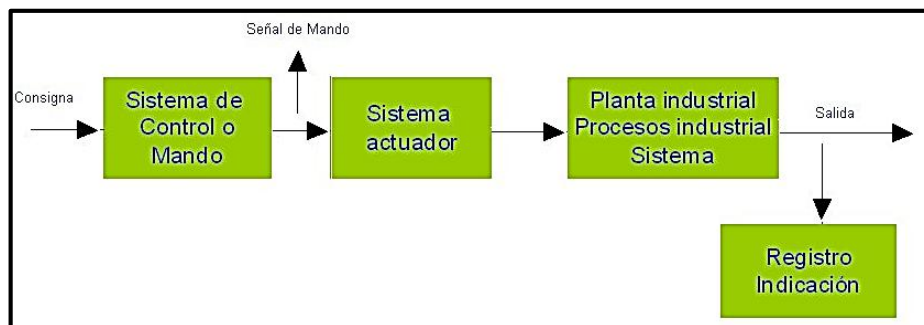 Señal de Mando
Consigna
Sistema de
Control o
Mando
Sistema
actuador
Planta industrial
Procesos industrial
Sistema
Salida
Registro
Indicación